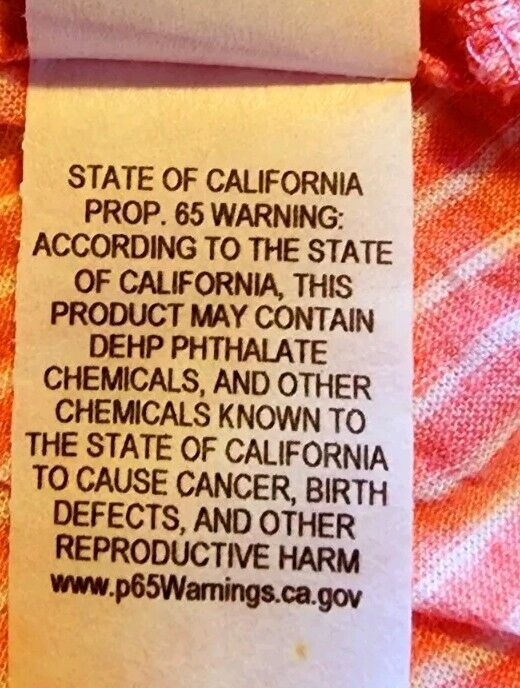 STATE OF CALIFORNIA
PROP. 65 WARNING:
ACCORDING TO THE STATE
OF CALIFORNIA, THIS
PRODUCT MAY CONTAIN
DEHP PHTHALATE
CHEMICALS, AND OTHER
CHEMICALS KNOWN TO
THE STATE OF CALIFORNIA
TO CAUSE CANCER, BIRTH
DEFECTS, AND OTHER
REPRODUCTIVE HARM
www.p65Warnings.ca.gov